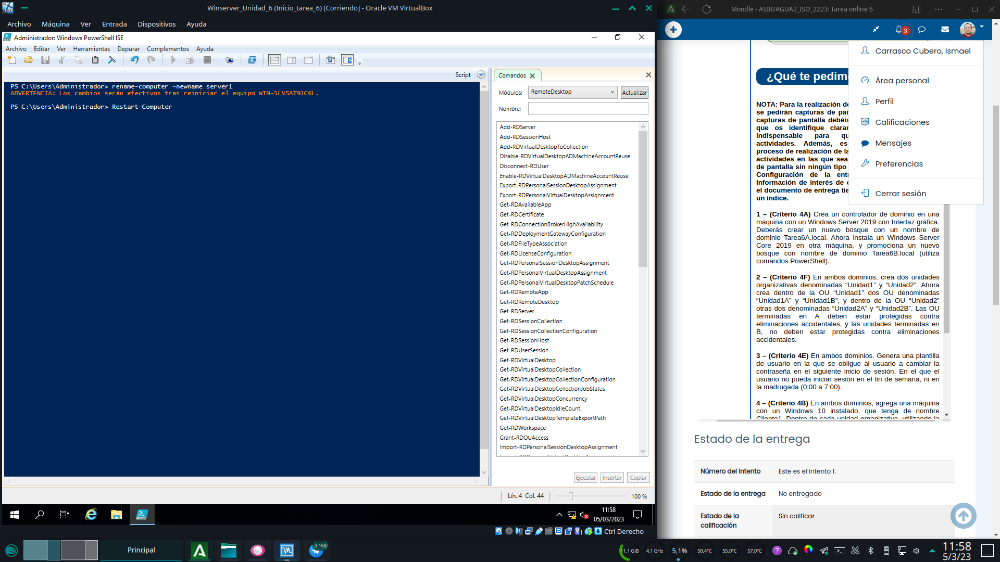 Winserver_Unidad_6 (Inicio_tarea_6) [Corriendo] - Oracle VM VirtualBox
Archivo Máquina Ver Entrada Dispositivos Ayuda
Administrador: Windows PowerShell ISE
Archivo Editar Ver Herramientas Depurar Complementos Ayuda
Script
PS C:\Users\Administrador> rename-computer -newname server1
ADVERTENCIA: Los cambios serán efectivos tras reiniciar el equipo WIN-5LVSAT91C6L.
PS C:\Users\Administrador> Restart-Computer
Comandos
Módulos: RemoteDesktop Actualizar
Nombre:
Add-RDServer
Add-RDSessionHost
Add-RDVirtualDesktopToCollection
Disable-RDVirtualDesktopADMachineAccountReuse
Disconnect-RDUser
Enable-RDVirtualDesktopADMachineAccountReuse
Export-RDPersonalSessionDesktopAssignment
Export-RDPersonalVirtualDesktopAssignment
Get-RDAvailableApp
Get-RDCertificate
Get-RDConnectionBrokerHighAvailability
Get-RDDeploymentGatewayConfiguration
Get-RDFileTypeAssociation
Get-RDLicenseConfiguration
Get-RDPersonalSessionDesktopAssignment
Get-RDPersonalVirtualDesktopAssignment
Get-RDPersonalVirtualDesktopPatchSchedule
Get-RDRemoteApp
Get-RDRemoteDesktop
Get-RDServer
Get-RDSessionCollection
Get-RDSessionCollectionConfiguration
Get-RDSessionHost
Get-RDUserSession
Get-RDVirtualDesktop
Get-RDVirtualDesktopCollection
Get-RDVirtualDesktopCollectionConfiguration
Get-RDVirtualDesktopCollectionJobStatus
Get-RDVirtualDesktopConcurrency
Get-RDVirtualDesktopIdleCount
Get-RDVirtualDesktopTemplateExportPath
Get-RDWorkspace
Grant-RDOUAccess
Import-RDPersonalSessionDesktopAssignment
Ejecutar Insertar Copiar
Lín. 4 Col. 44 100 %
11:58
05/03/2023
Ctrl Derecho
Moodle - ASIR/AGUA2_ISO_2223: Tarea online 6
3
Carrasco Cubero, Ismael
Área personal
Perfil
Calificaciones
Mensajes
Preferencias
Cerrar sesión
¿Qué te pedim
NOTA: Para la realización de
se pedirán capturas de pan
capturas de pantalla debéis
que os identifique claram
indispensable para qu
actividades. Además, es
proceso de realización de la
actividades en las que sea
de pantalla sin ningún tipo
Configuración de la entr
Información de interés de e
el documento de entrega tie
un índice.
1 – (Criterio 4A) Crea un controlador de dominio en una
máquina con un Windows Server 2019 con Interfaz gráfica.
Deberás crear un nuevo bosque con un nombre de
dominio Tarea6A.local. Ahora instala un Windows Server
Core 2019 en otra máquina, y promociona un nuevo
bosque con nombre de dominio Tarea6B.local (utiliza
comandos PowerShell).
2 – (Criterio 4F) En ambos dominios, crea dos unidades
organizativas denominadas “Unidad1” y “Unidad2”. Ahora
crea dentro de la OU “Unidad1” dos OU denominadas
“Unidad1A” y “Unidad1B”, y dentro de la OU “Unidad2”
otras dos denominadas “Unidad2A” y “Unidad2B”. Las OU
terminadas en A deben estar protegidas contra
eliminaciones accidentales, y las unidades terminadas en
B, no deben estar protegidas contra eliminaciones
accidentales.
3 – (Criterio 4E) En ambos dominios. Genera una plantilla
de usuario en la que se obligue al usuario a cambiar la
contraseña en el siguiente inicio de sesión. En el que el
usuario no pueda iniciar sesión en el fin de semana, ni en
la madrugada (0:00 a 7:00).
4 – (Criterio 4B) En ambos dominios, agrega una máquina
con un Windows 10 instalado, que tenga de nombre
Cliente1. Dentro de cada unidad organizativa, utilizando la
Estado de la entrega
Número del intento Este es el intento 1.
Estado de la entrega No entregado
Estado de la calificación Sin calificar
Principal
3.168
11,1 GiB 4,1 GHz 5,1% 50,4°C 55,0°C 57,0°C
11:58
5/3/23